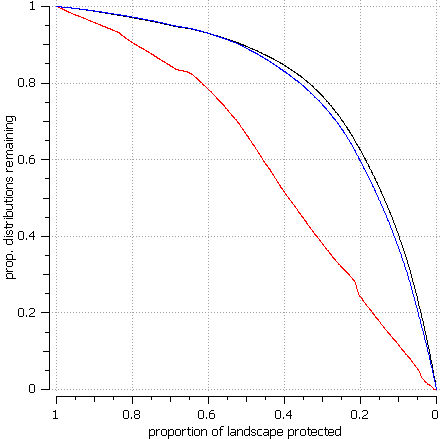 prop. distributions remaining
1
0.8
0.6
0.4
0.2
0
1 0.8 0.6 0.4 0.2 0
proportion of landscape protected